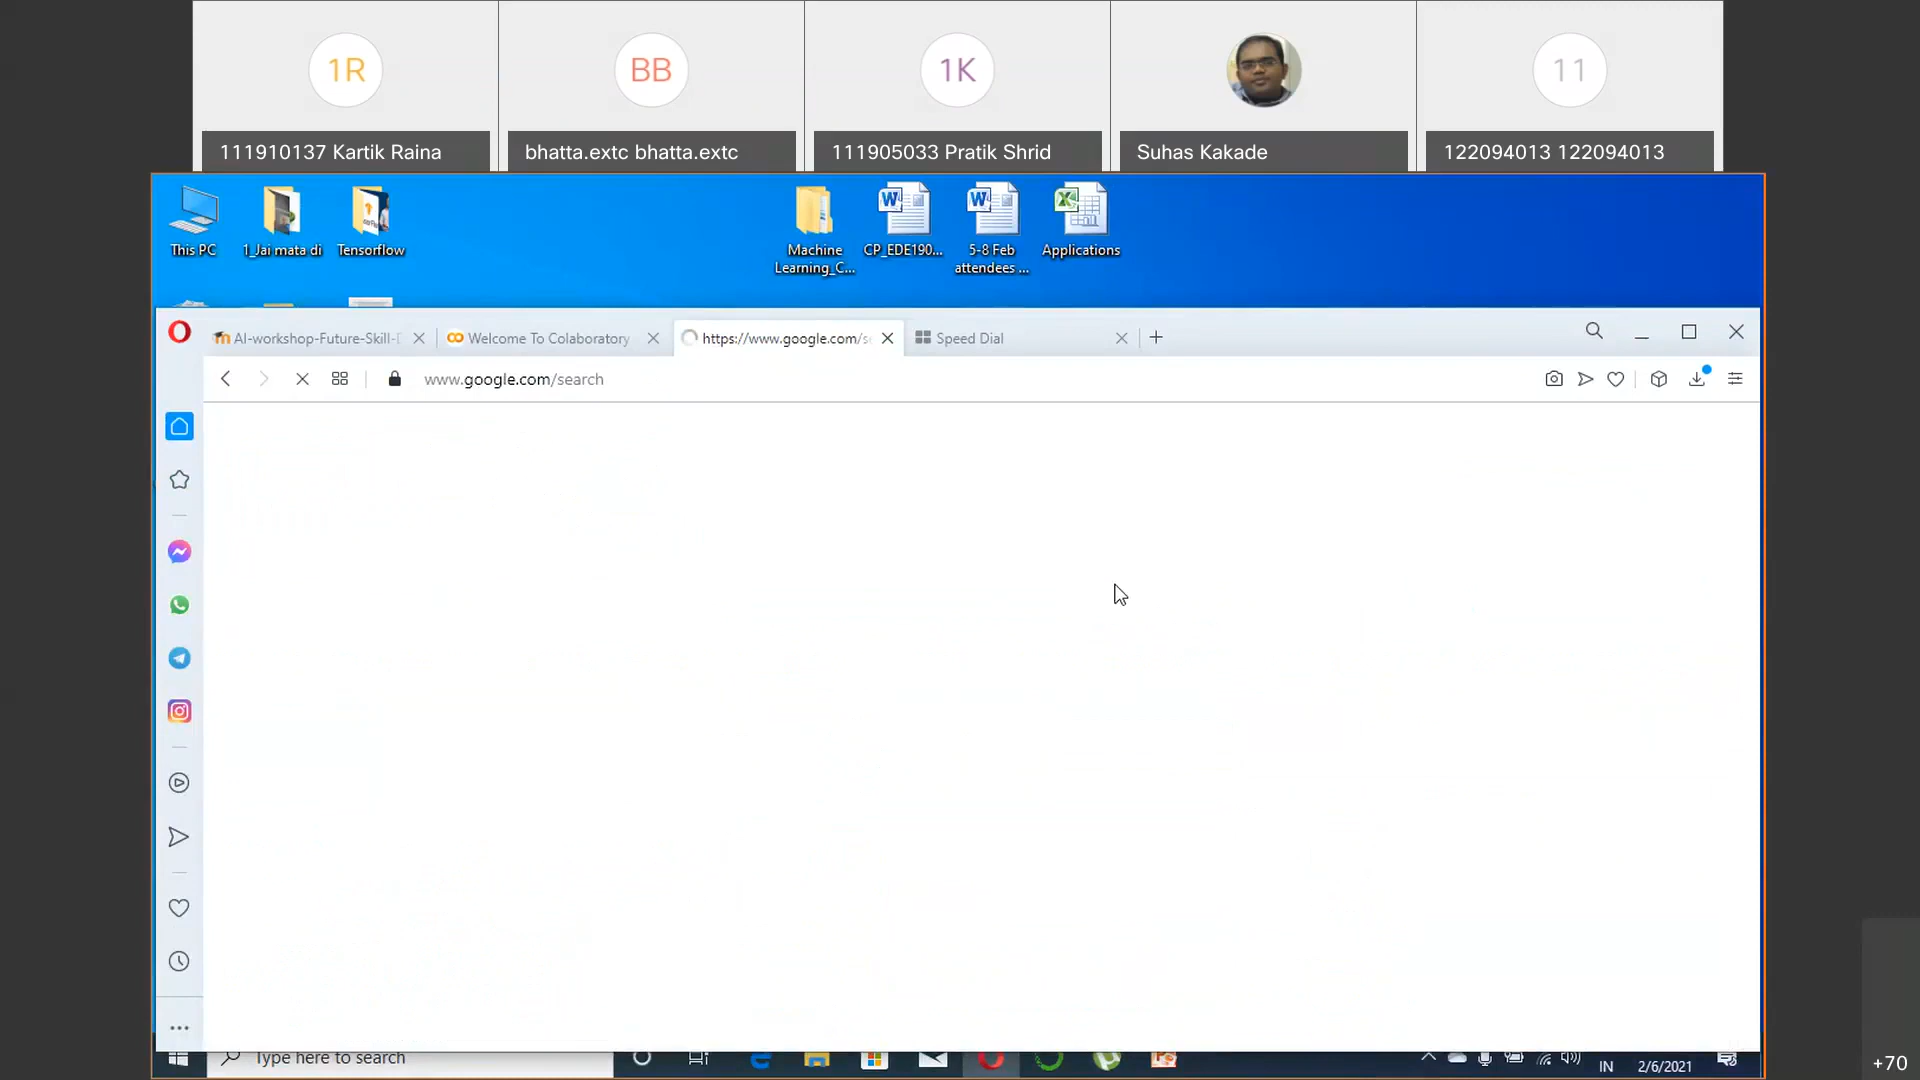 1R
BB
1K
11
111910137 Kartik Raina
bhatta.extc bhatta.extc
111905033 Pratik Shrid
Suhas Kakade
122094013 122094013
This PC
1_Jai mata di
Tensorflow
Machine
Learning_C...
CP_EDE190...
5-8 Feb
attendees ...
Applications
AI-workshop-Future-Skill-
Welcome To Colaboratory
https://www.google.com/s
Speed Dial
www.google.com/search
Type here to search
IN
2/6/2021
+70